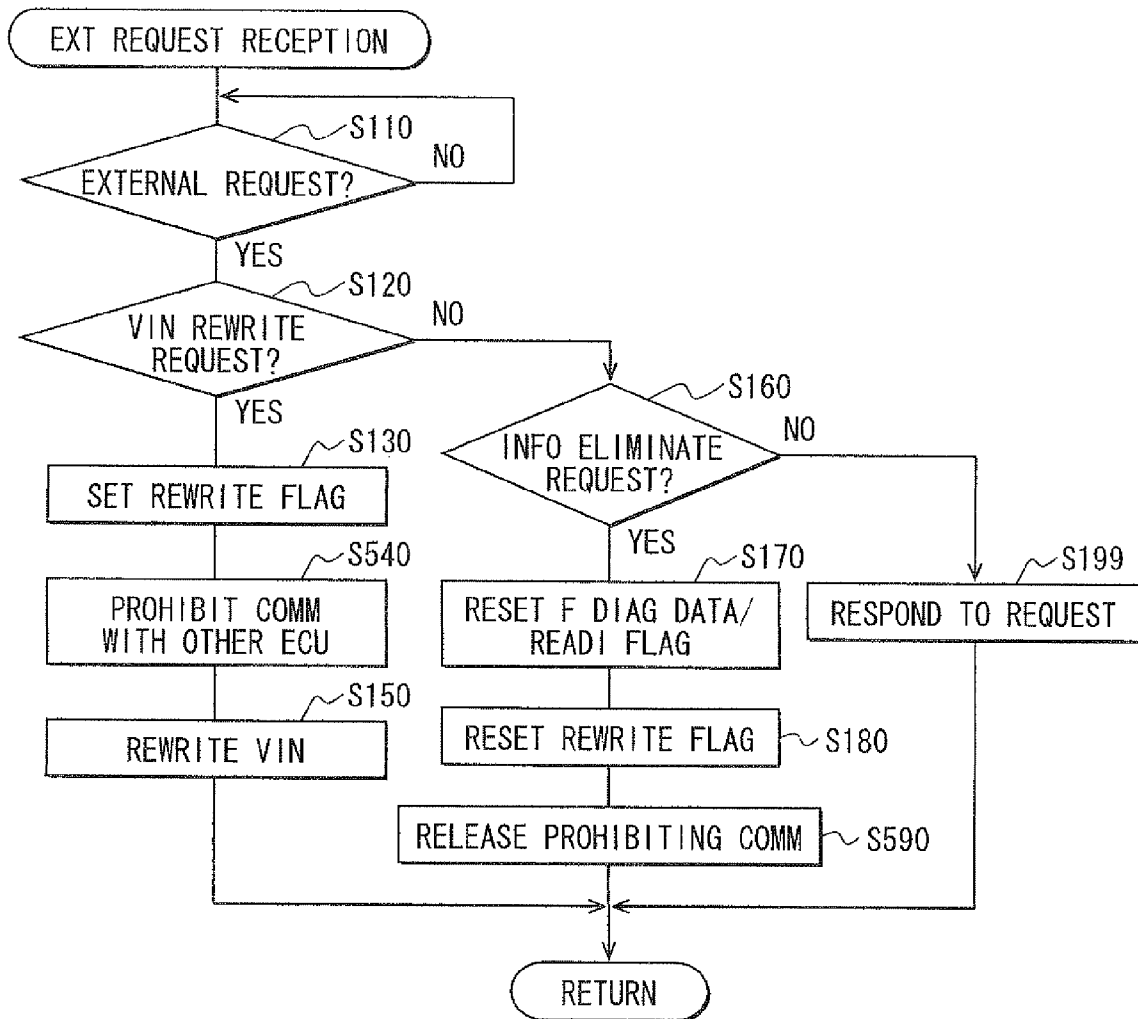 EXT REQUEST RECEPTION
S110
EXTERNAL REQUEST?
NO
YES
S120
VIN REWRITE
REQUEST?
NO
YES
S160
INFO ELIMINATE
REQUEST?
NO
YES
S130
SET REWRITE FLAG
S540
PROHIBIT COMM
WITH OTHER ECU
S150
REWRITE VIN
S170
RESET F DIAG DATA/
READI FLAG
S199
RESPOND TO REQUEST
RESET REWRITE FLAG
S180
RELEASE PROHIBITING COMM
S590
RETURN